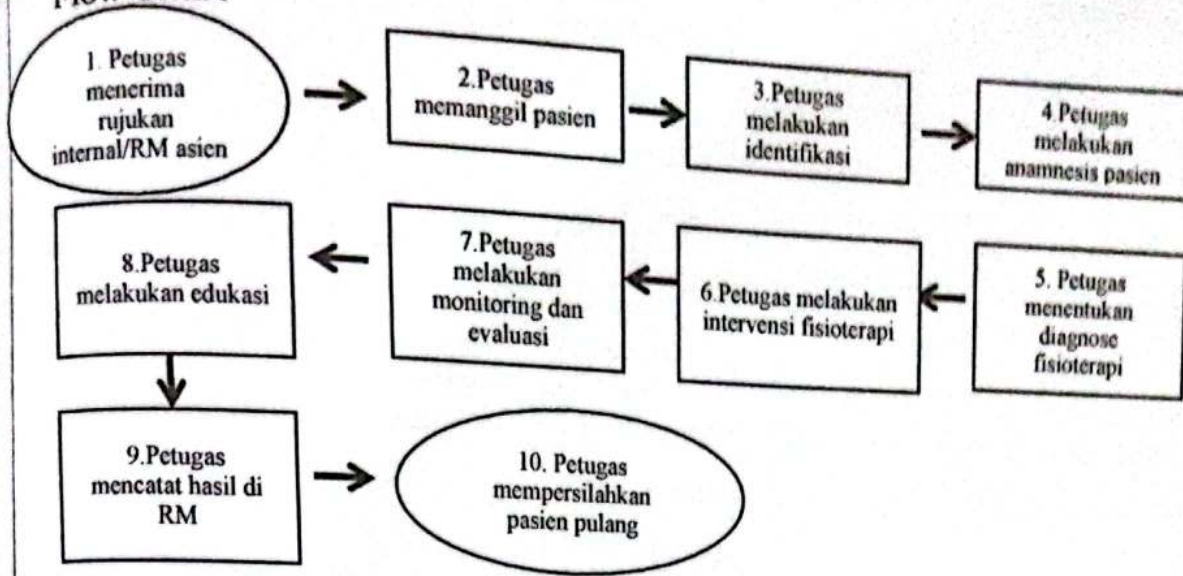 1. Petugas
menerima
rujukan
internal/RM asien
2.Petugas
memanggil pasien
3.Petugas
melakukan
identifikasi
4.Petugas
melakukan
anamnesis pasien
5. Petugas
menentukan
diagnose
fisioterapi
6.Petugas melakukan
intervensi fisioterapi
7.Petugas
melakukan
monitoring dan
evaluasi
8.Petugas
melakukan edukasi
9.Petugas
mencatat hasil di
RM
10. Petugas
mempersilahkan
pasien pulang